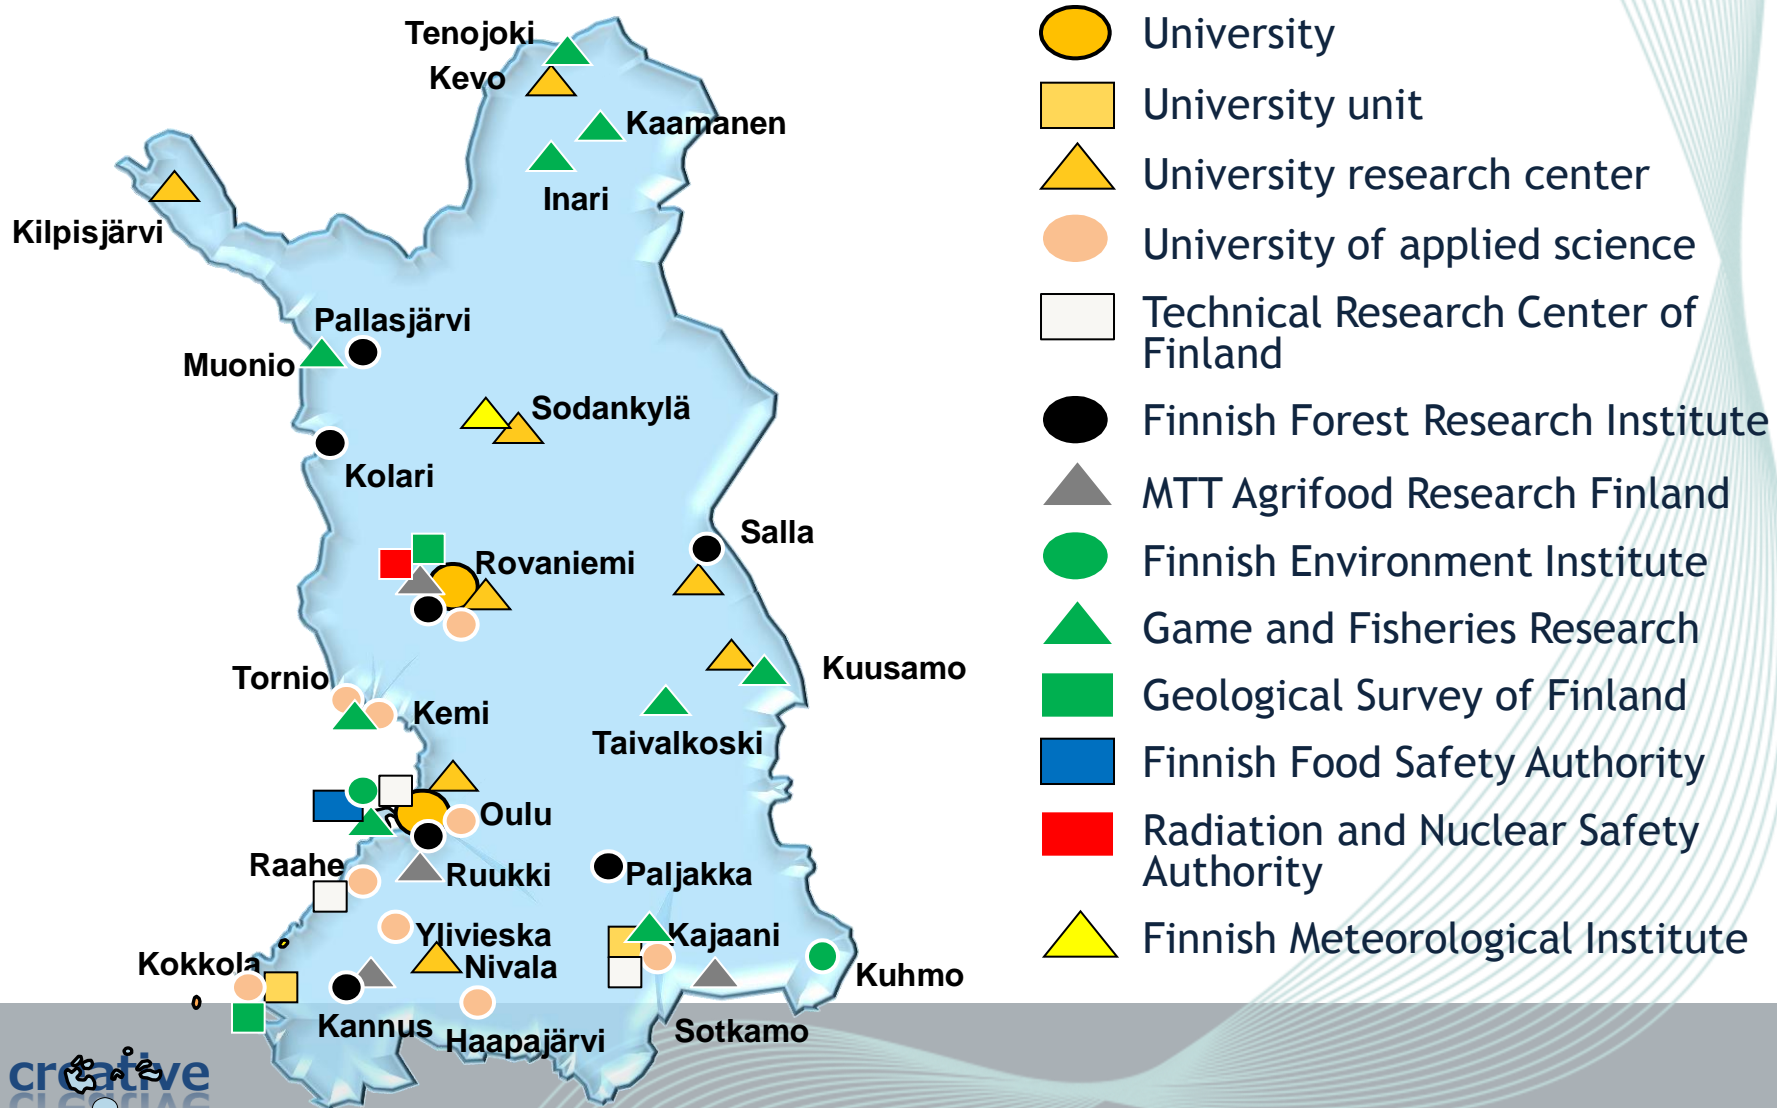 Tenojoki
Kevo
Kaamanen
Inari
Kilpisjärvi
Pallasjärvi
Muonio
Sodankylä
Kolari
Salla
Rovaniemi
Tornio
Kemi
Kuusamo
Taivalkoski
Oulu
Raahe
Ruukki
Paljakka
Ylivieska
Kajaani
Kokkola
Nivala
Kuhmo
Kannus
Haapajärvi
Sotkamo
creative
University
University unit
University research center
University of applied science
Technical Research Center of
Finland
Finnish Forest Research Institute
MTT Agrifood Research Finland
Finnish Environment Institute
Game and Fisheries Research
Geological Survey of Finland
Finnish Food Safety Authority
Radiation and Nuclear Safety
Authority
Finnish Meteorological Institute